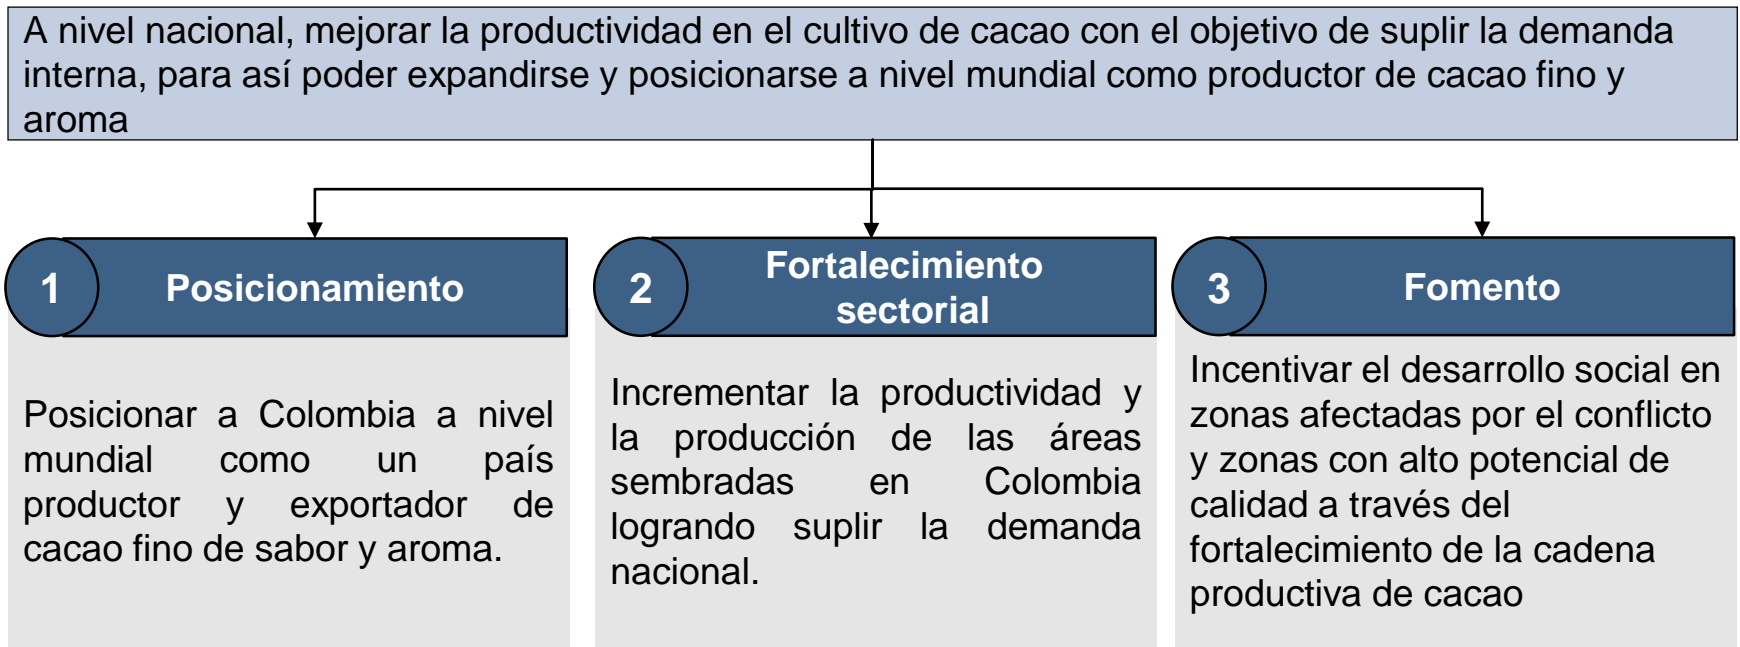 A nivel nacional, mejorar la productividad en el cultivo de cacao con el objetivo de suplir la demanda
interna, para así poder expandirse y posicionarse a nivel mundial como productor de cacao fino y
aroma
1
Posicionamiento
Posicionar a Colombia a nivel
mundial como un país
productor y exportador de
cacao fino de sabor y aroma.
2
Fortalecimiento
sectorial
Incrementar la productividad y
la producción de las áreas
sembradas en Colombia
logrando suplir la demanda
nacional.
3
Fomento
Incentivar el desarrollo social en
zonas afectadas por el conflicto
y zonas con alto potencial de
calidad a través del
fortalecimiento de la cadena
productiva de cacao